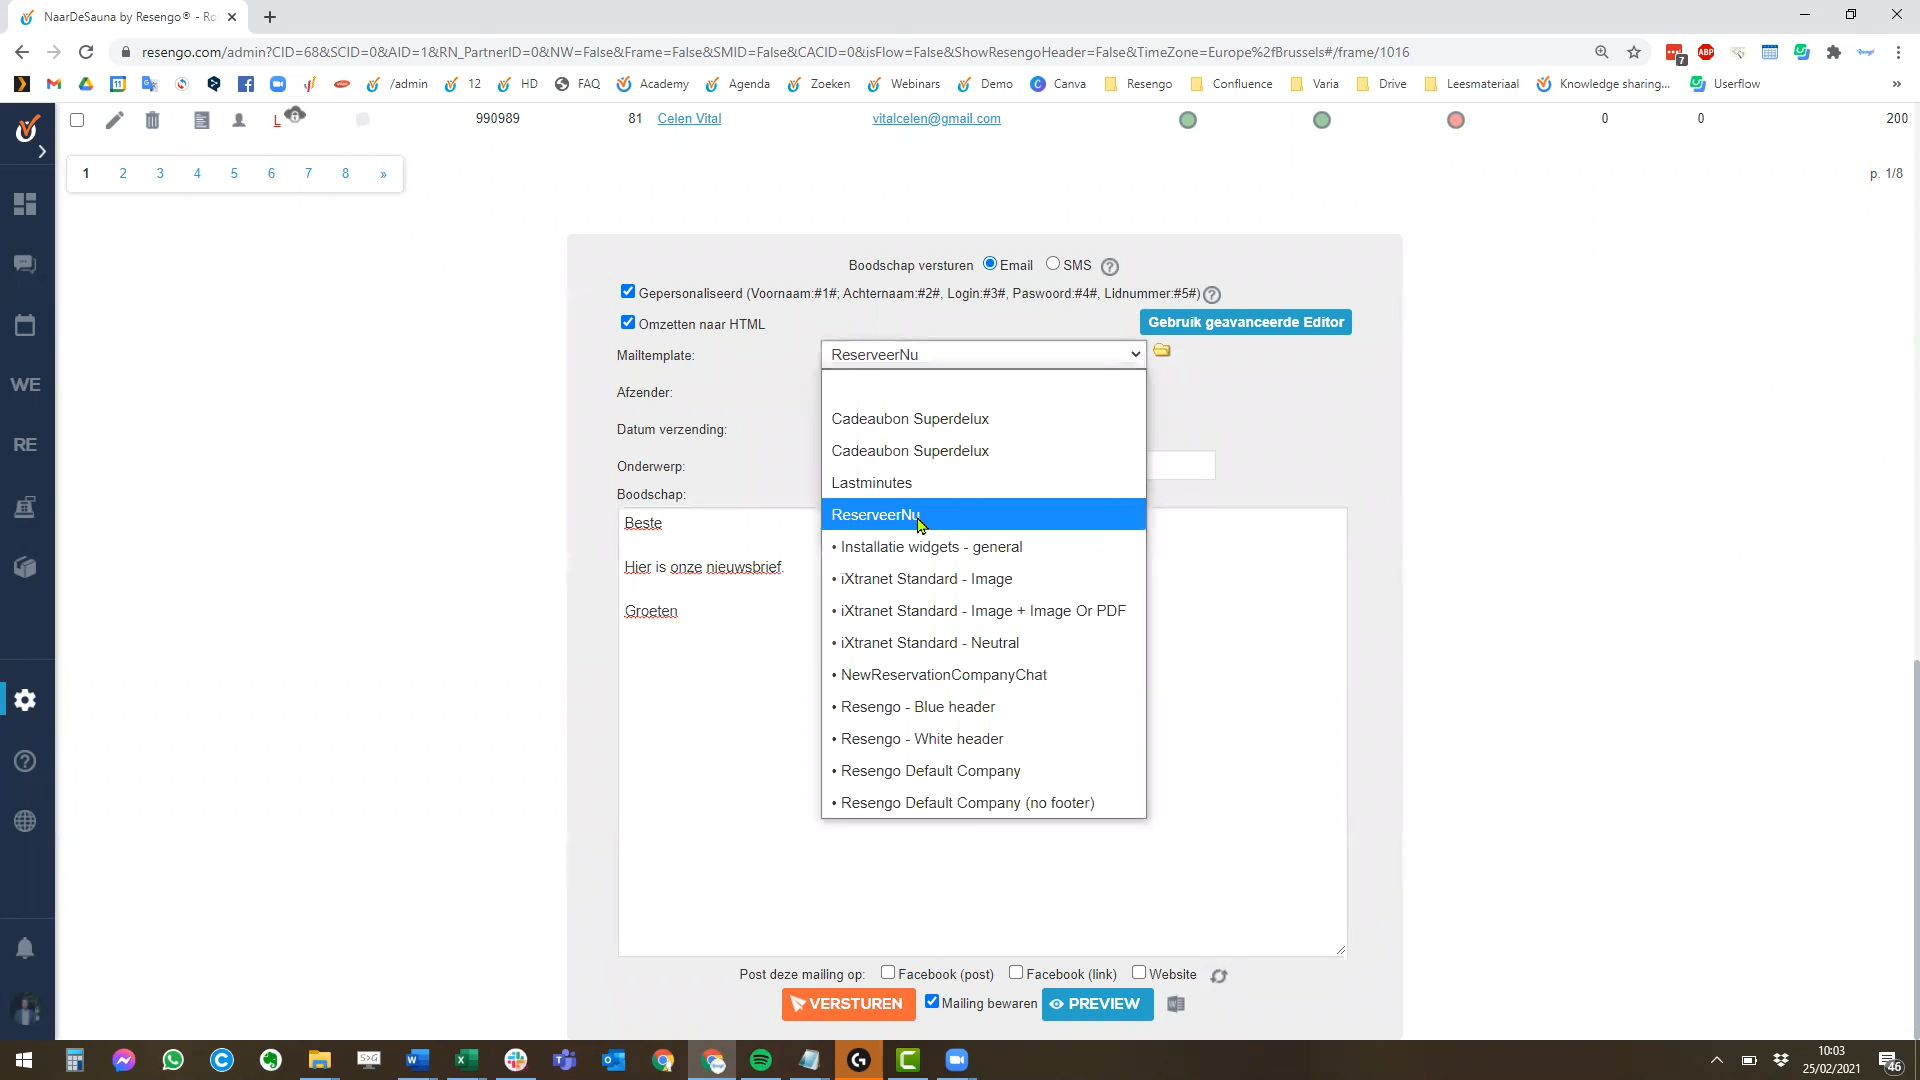 NaarDeSauna by Resengo® - Ro
resengo.com/admin?CID=68&SCID=0&AID=1&RN_PartnerID=0&NW=False&Frame=False&SMID=False&CACID=0&isFlow=False&ShowResengoHeader=False&TimeZone=Europe%2fBrussels#/frame/1016
7
ABP
/admin 12 HD FAQ Academy Agenda Zoeken Webinars Demo Canva Resengo Confluence Varia Drive Leesmateriaal Knowledge sharing... Userflow »
L 990989 81 Celen Vital vitalcelen@gmail.com 0 0 200
1 2 3 4 5 6 7 8 » p. 1/8
WE
RE
Boodschap versturen Email SMS ?
Gepersonaliseerd (Voornaam:#1#; Achternaam:#2#, Login:#3#, Paswoord:#4#, Lidnummer:#5#) ?
Omzetten naar HTML Gebruik geavanceerde Editor
Mailtemplate: ReserveerNu
Afzender:
Datum verzending:
Onderwerp:
Boodschap:
Cadeaubon Superdelux
Cadeaubon Superdelux
Lastminutes
ReserveerNu
• Installatie widgets - general
• iXtranet Standard - Image
• iXtranet Standard - Image + Image Or PDF
• iXtranet Standard - Neutral
• NewReservationCompanyChat
• Resengo - Blue header
• Resengo - White header
• Resengo Default Company
• Resengo Default Company (no footer)
Beste
Hier is onze nieuwsbrief.
Groeten
Post deze mailing op: Facebook (post) Facebook (link) Website
VERSTUREN Mailing bewaren PREVIEW
10:03
25/02/2021
46